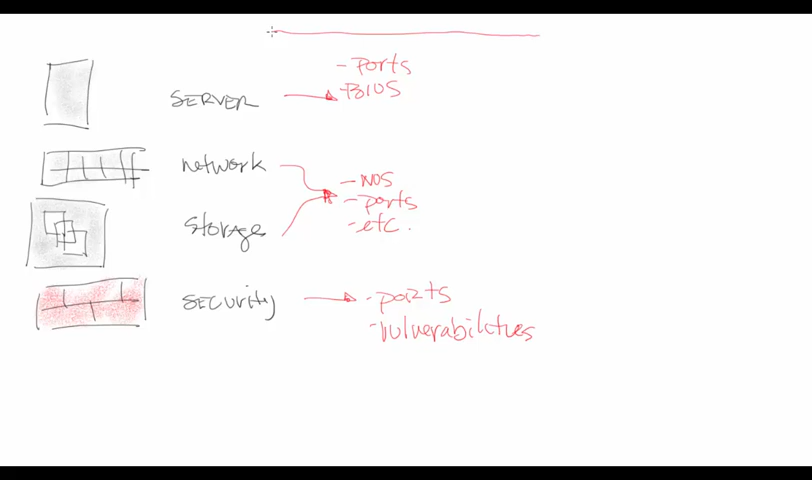 - Ports
SERVER
- BIOS
network
- NOS
- ports
Storage
- etc.
SECURITY
- ports
- vulnerabilities